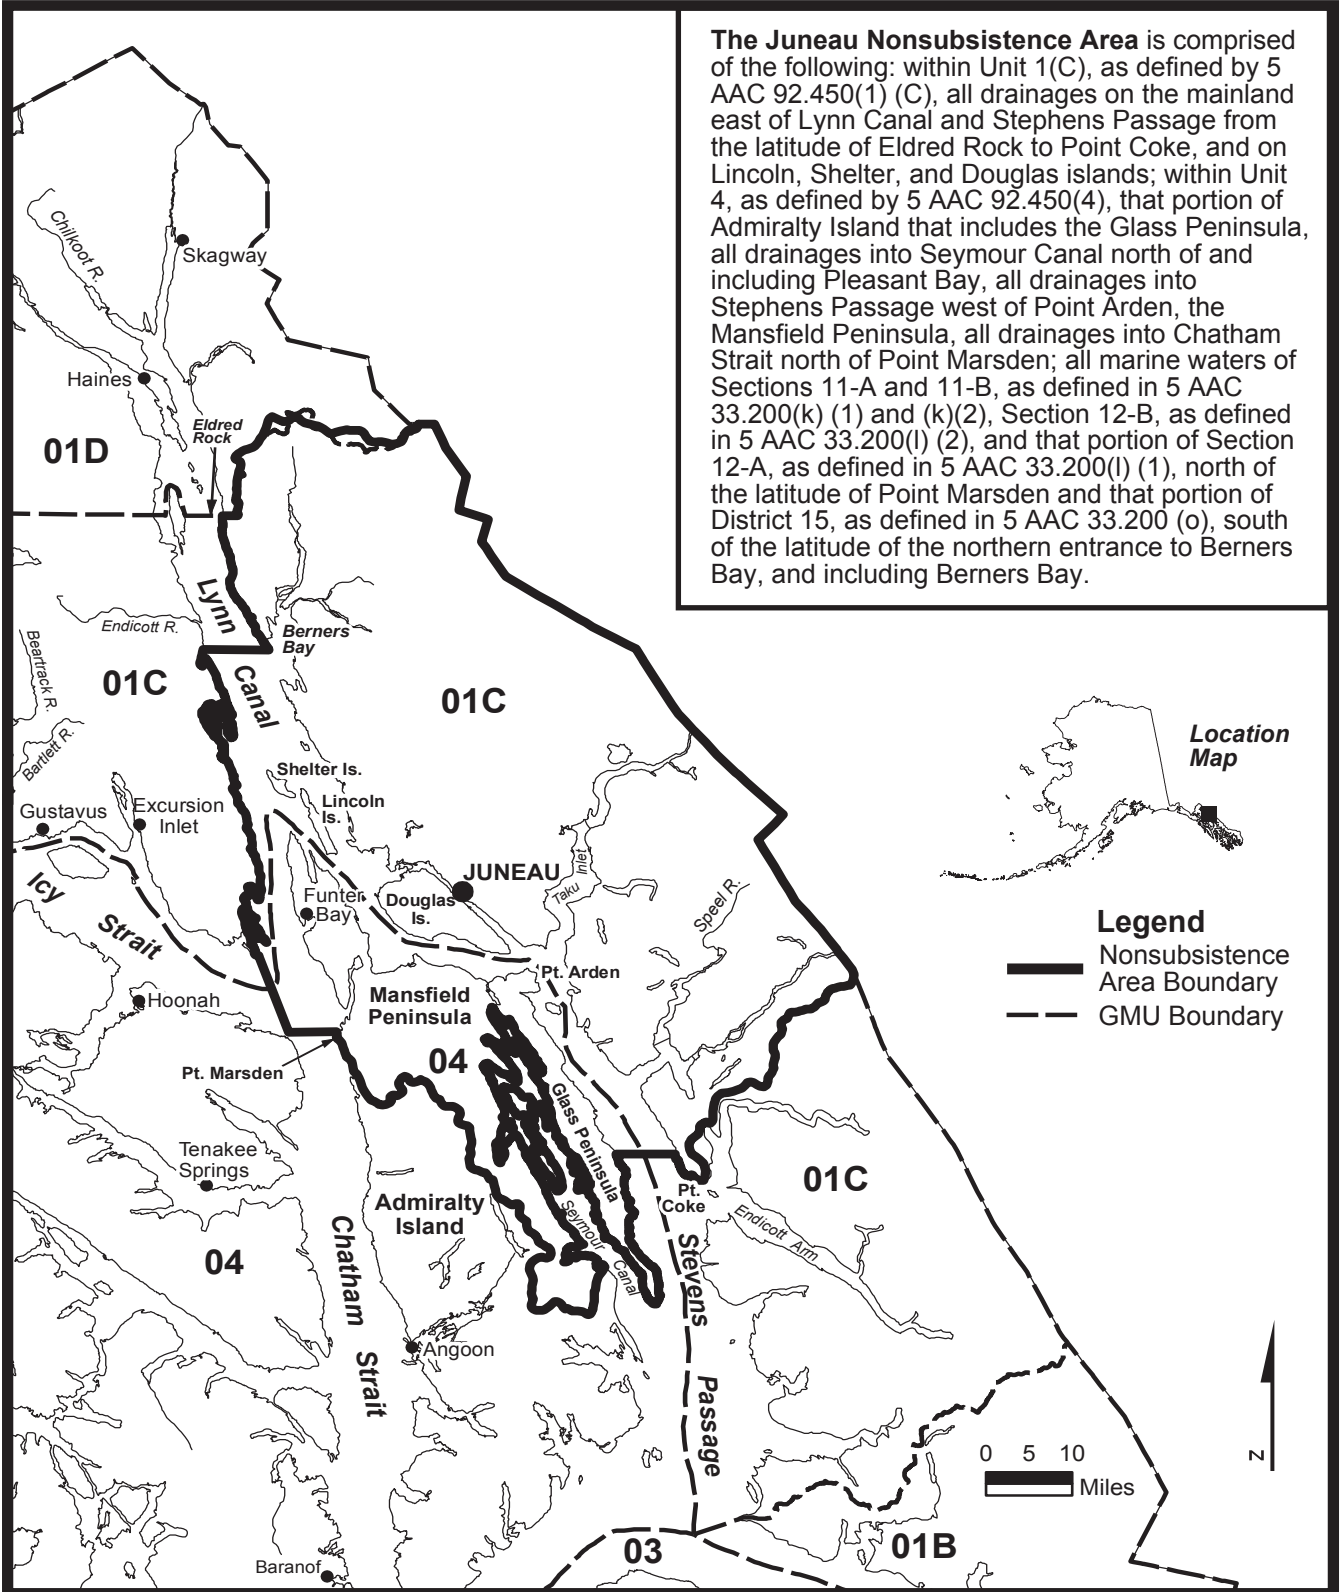 The Juneau Nonsubsistence Area is comprised
of the following: within Unit 1(C), as defined by 5
AAC 92.450(1) (C), all drainages on the mainland
east of Lynn Canal and Stephens Passage from
the latitude of Eldred Rock to Point Coke, and on
Lincoln, Shelter, and Douglas islands; within Unit
4, as defined by 5 AAC 92.450(4), that portion of
Admiralty Island that includes the Glass Peninsula,
all drainages into Seymour Canal north of and
including Pleasant Bay, all drainages into
Stephens Passage west of Point Arden, the
Mansfield Peninsula, all drainages into Chatham
Strait north of Point Marsden; all marine waters of
Sections 11-A and 11-B, as defined in 5 AAC
33.200(k) (1) and (k)(2), Section 12-B, as defined
in 5 AAC 33.200(l) (2), and that portion of Section
12-A, as defined in 5 AAC 33.200(l) (1), north of
the latitude of Point Marsden and that portion of
District 15, as defined in 5 AAC 33.200 (o), south
of the latitude of the northern entrance to Berners
Bay, and including Berners Bay.
Chilkoot R.
Skagway
Haines
Eldred
Rock
01D
Lynn
Canal
Endicott R.
Berners
Bay
Beartrack R.
01C
01C
Bartlett R.
Location
Map
Shelter Is.
Lincoln
Is.
Gustavus
Excursion
Inlet
JUNEAU
Taku Inlet
Icy
Strait
Funter
Bay
Douglas
Is.
Speel R.
Legend
Nonsubsistence
Area Boundary
GMU Boundary
Pt. Arden
Hoonah
Mansfield
Peninsula
04
Pt. Marsden
Glass Peninsula
Tenakee
Springs
Admiralty
Island
Seymour
Canal
Pt.
Coke
01C
Endicott Arm
04
Chatham
Strait
Stevens
Passage
Angoon
0 5 10
Miles
N
Baranof
03
01B